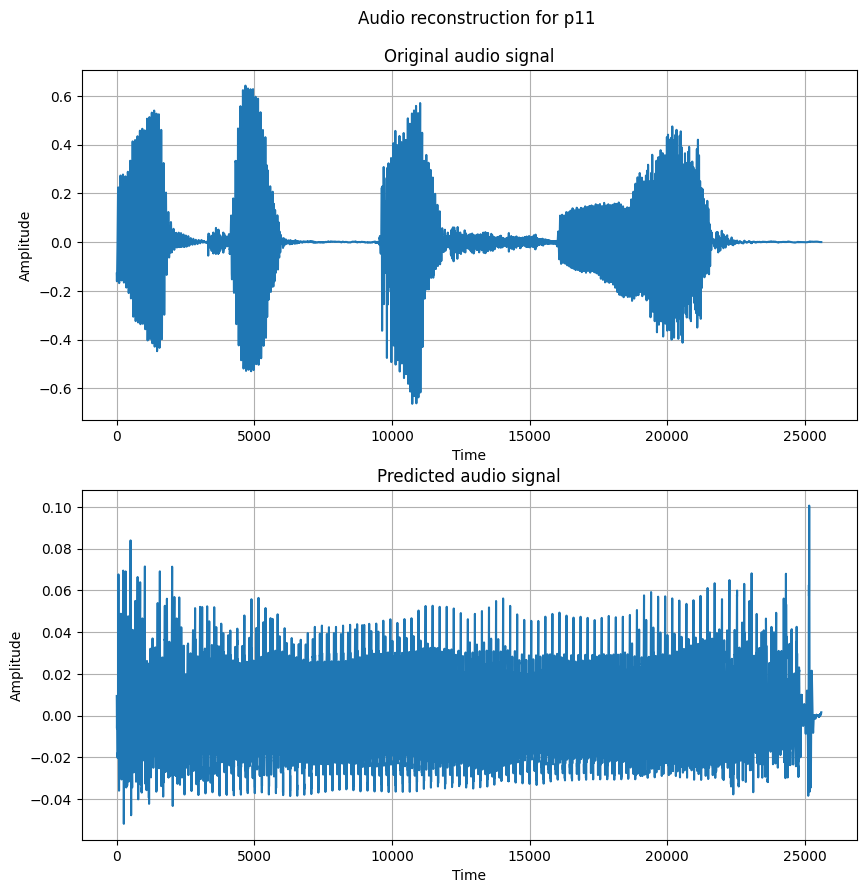 Audio reconstruction for p11
Original audio signal
0.6
0.4
0.2
0.0
−0.2
−0.4
−0.6
Amplitude
0 5000 10000 15000 20000 25000
Time
Predicted audio signal
0.10
0.08
0.06
0.04
0.02
0.00
−0.02
−0.04
Amplitude
0 5000 10000 15000 20000 25000
Time